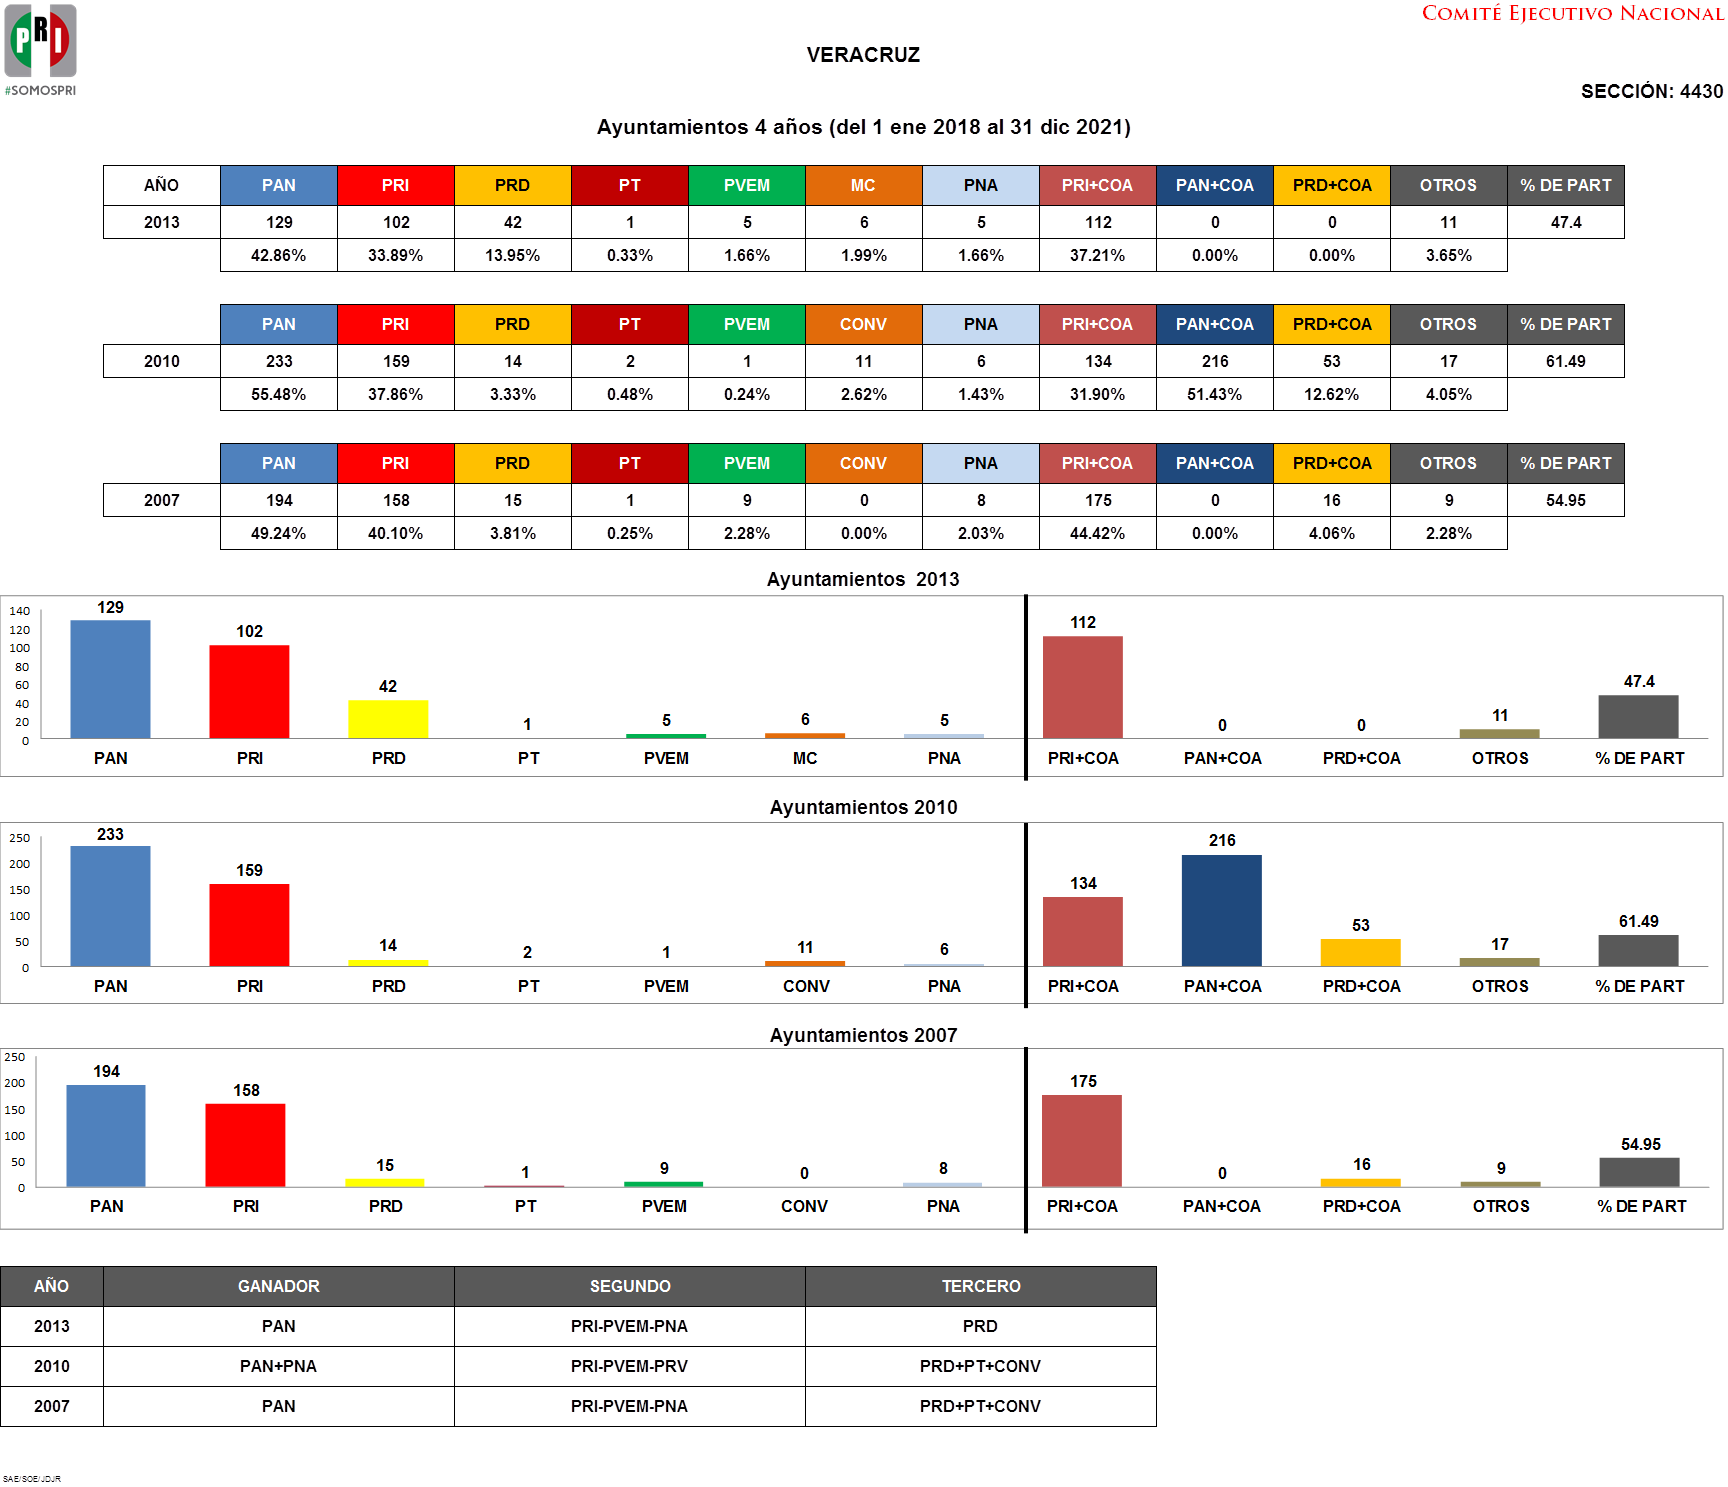 PRI
#SOMOSPRI
COMITÉ EJECUTIVO NACIONAL
VERACRUZ
SECCIÓN: 4430
Ayuntamientos 4 años (del 1 ene 2018 al 31 dic 2021)
AÑO PAN PRI PRD PT PVEM MC PNA PRI+COA PAN+COA PRD+COA OTROS % DE PART
2013 129 102 42 1 5 6 5 112 0 0 11 47.4
42.86% 33.89% 13.95% 0.33% 1.66% 1.99% 1.66% 37.21% 0.00% 0.00% 3.65%
PAN PRI PRD PT PVEM CONV PNA PRI+COA PAN+COA PRD+COA OTROS % DE PART
2010 233 159 14 2 1 11 6 134 216 53 17 61.49
55.48% 37.86% 3.33% 0.48% 0.24% 2.62% 1.43% 31.90% 51.43% 12.62% 4.05%
PAN PRI PRD PT PVEM CONV PNA PRI+COA PAN+COA PRD+COA OTROS % DE PART
2007 194 158 15 1 9 0 8 175 0 16 9 54.95
49.24% 40.10% 3.81% 0.25% 2.28% 0.00% 2.03% 44.42% 0.00% 4.06% 2.28%
Ayuntamientos 2013
140
120
100
80
60
40
20
0
129 102 42 1 5 6 5 112 0 0 11 47.4
PAN PRI PRD PT PVEM MC PNA PRI+COA PAN+COA PRD+COA OTROS % DE PART
Ayuntamientos 2010
250
200
150
100
50
0
233 159 14 2 1 11 6 134 216 53 17 61.49
PAN PRI PRD PT PVEM CONV PNA PRI+COA PAN+COA PRD+COA OTROS % DE PART
Ayuntamientos 2007
250
200
150
100
50
0
194 158 15 1 9 0 8 175 0 16 9 54.95
PAN PRI PRD PT PVEM CONV PNA PRI+COA PAN+COA PRD+COA OTROS % DE PART
AÑO GANADOR SEGUNDO TERCERO
2013 PAN PRI-PVEM-PNA PRD
2010 PAN+PNA PRI-PVEM-PRV PRD+PT+CONV
2007 PAN PRI-PVEM-PNA PRD+PT+CONV
SAE/SOE/JDJR